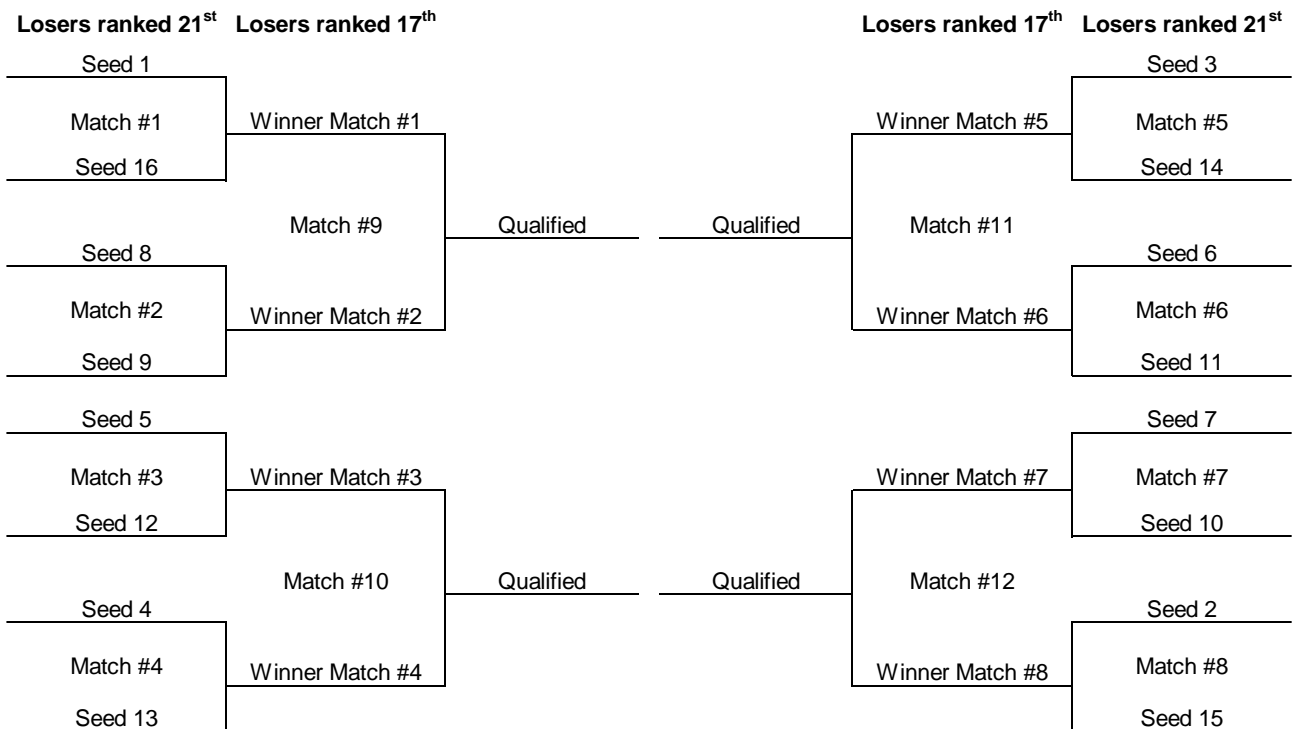 Losers ranked 21st Losers ranked 17th Losers ranked 17th Losers ranked 21st
Seed 1 Seed 3
Match #1 Winner Match #1 Winner Match #5 Match #5
Seed 16 Seed 14
Match #9 Qualified Qualified Match #11
Seed 8 Seed 6
Match #2 Winner Match #2 Winner Match #6 Match #6
Seed 9 Seed 11
Seed 5 Seed 7
Match #3 Winner Match #3 Winner Match #7 Match #7
Seed 12 Seed 10
Match #10 Qualified Qualified Match #12
Seed 4 Seed 2
Match #4 Winner Match #4 Winner Match #8 Match #8
Seed 13 Seed 15